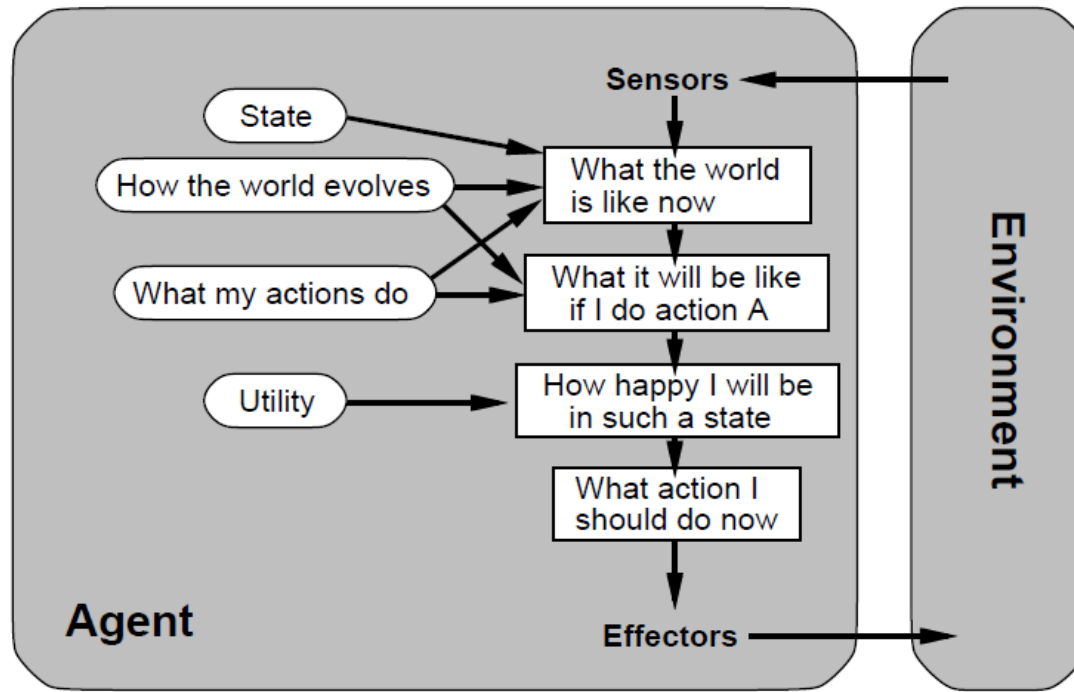 Sensors
State
What the world
is like now
How the world evolves
What it will be like
if I do action A
What my actions do
How happy I will be
in such a state
Utility
What action I
should do now
Effectors
Agent
Environment